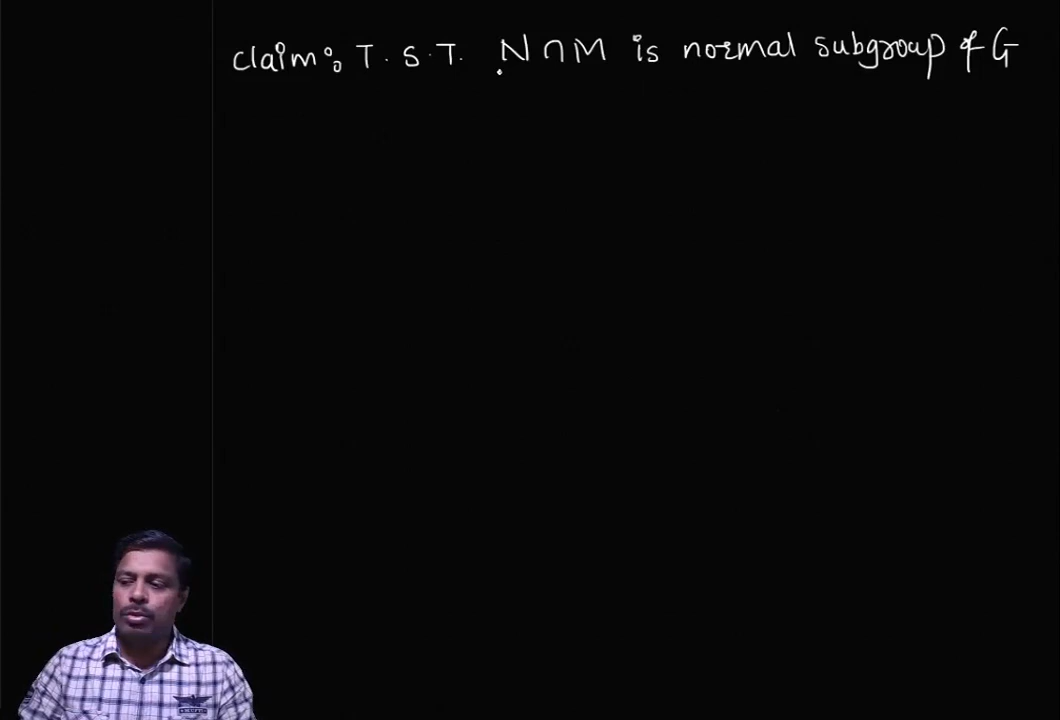 claim: T. S. T. N ∩ M is normal subgroup of G